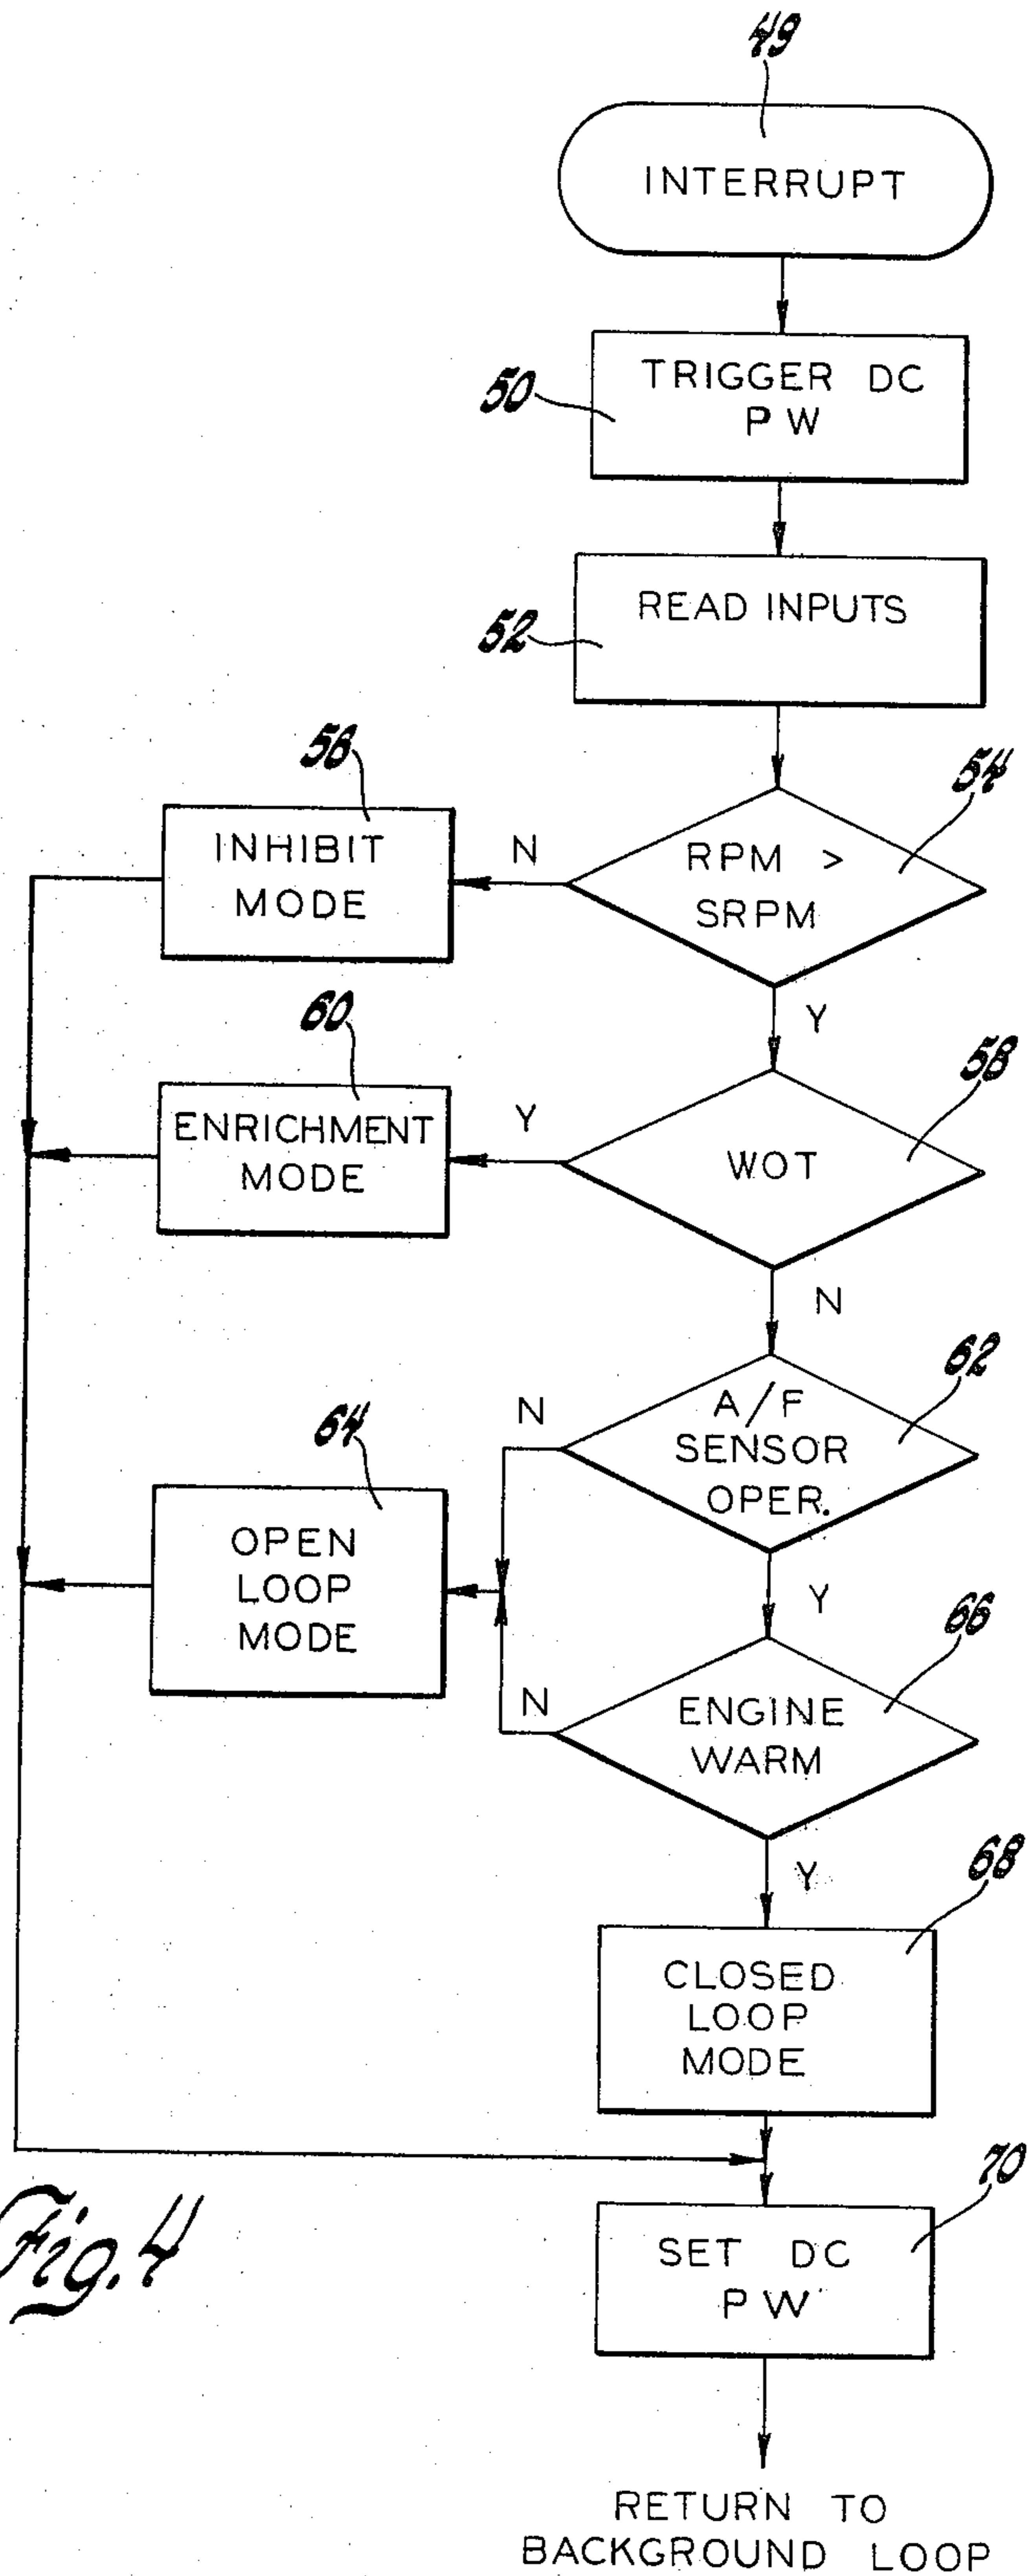 49
INTERRUPT
50
TRIGGER DC
PW
52
READ INPUTS
54
RPM >
SRPM
N
56
INHIBIT
MODE
Y
58
WOT
Y
60
ENRICHMENT
MODE
N
62
A/F
SENSOR
OPER.
N
64
OPEN
LOOP
MODE
Y
66
ENGINE
WARM
N
Y
68
CLOSED
LOOP
MODE
70
SET DC
PW
RETURN TO
BACKGROUND LOOP
Fig. 4